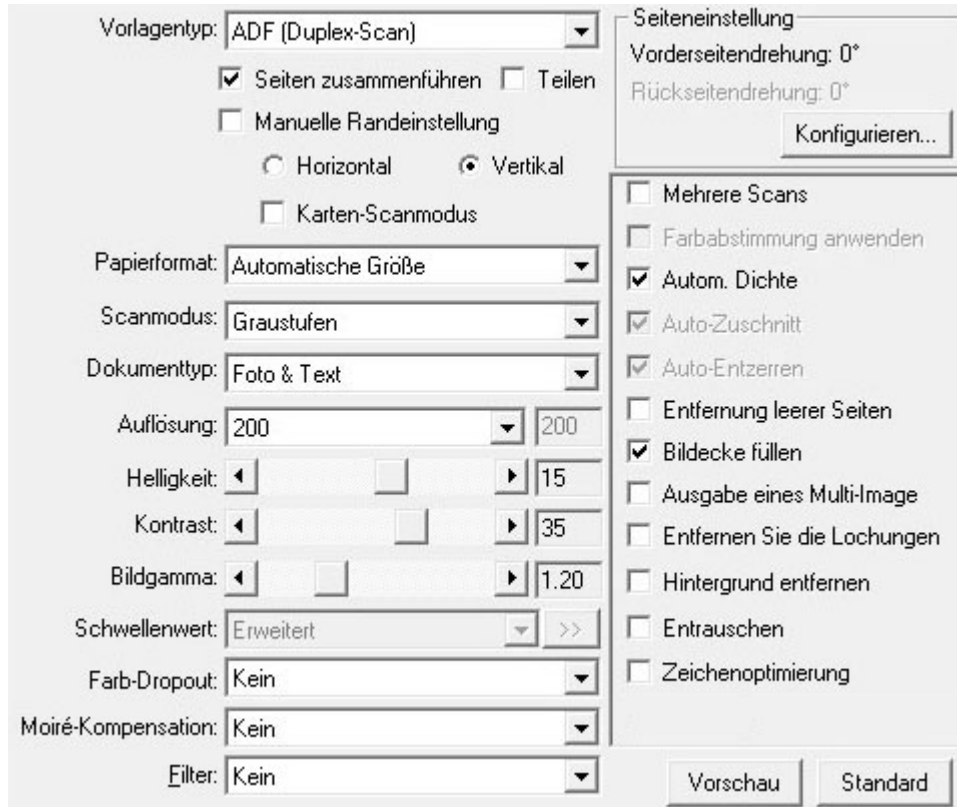 Vorlagentyp: ADF (Duplex-Scan)
Seiten zusammenführen Teilen
Manuelle Randeinstellung
Horizontal Vertikal
Karten-Scanmodus
Papierformat: Automatische Größe
Scanmodus: Graustufen
Dokumenttyp: Foto & Text
Auflösung: 200 200
Helligkeit: 15
Kontrast: 35
Bildgamma: 1.20
Schwellenwert: Erweitert >>
Farb-Dropout: Kein
Moiré-Kompensation: Kein
Filter: Kein
Seiteneinstellung
Vorderseitendrehung: 0°
Rückseitendrehung: 0°
Konfigurieren...
Mehrere Scans
Farbabstimmung anwenden
Autom. Dichte
Auto-Zuschnitt
Auto-Entzerren
Entfernung leerer Seiten
Bildecke füllen
Ausgabe eines Multi-Image
Entfernen Sie die Lochungen
Hintergrund entfernen
Entrauschen
Zeichenoptimierung
Vorschau Standard